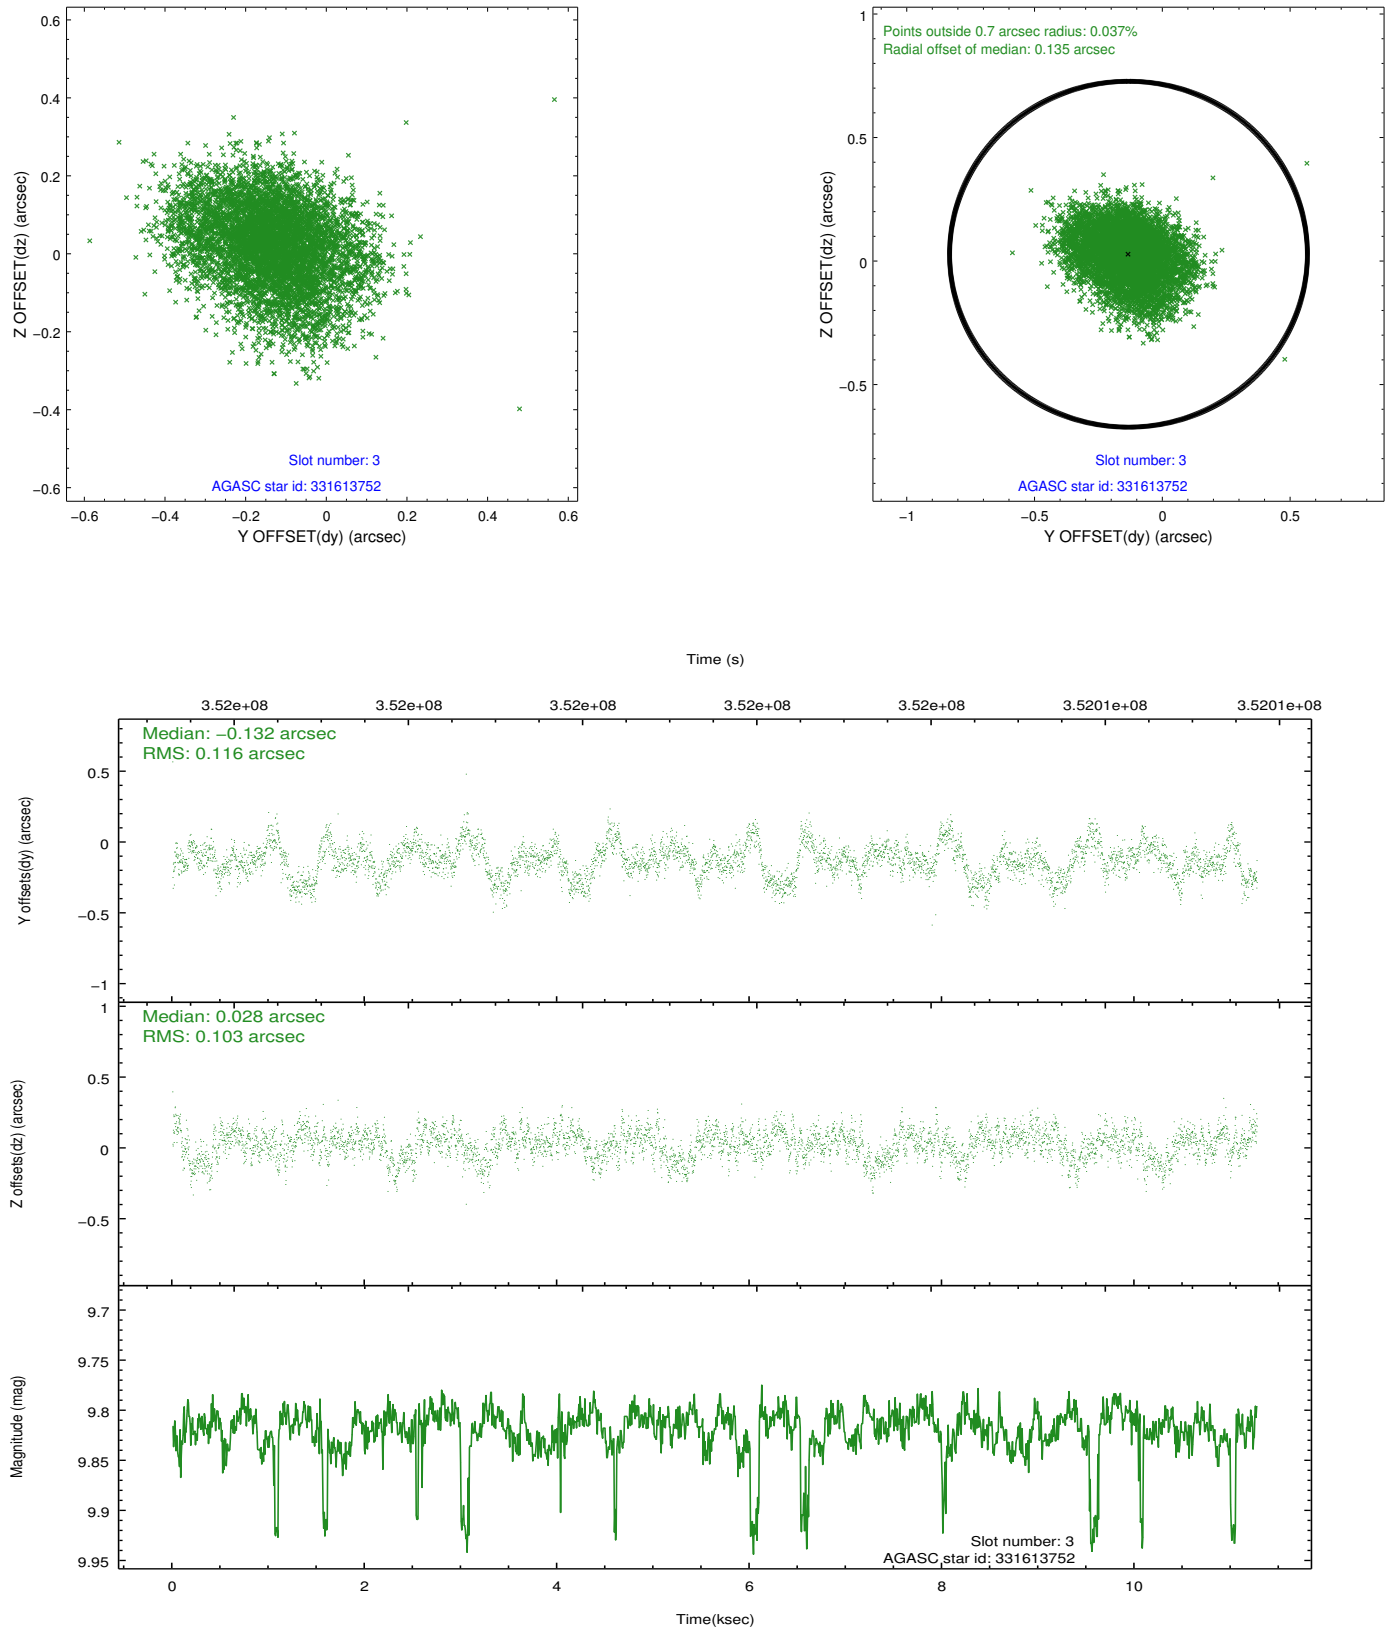 0.6
0.4
0.2
0
−0.2
−0.4
−0.6
Z OFFSET(dz) (arcsec)
Slot number: 3
AGASC star id: 331613752
−0.6 −0.4 −0.2 0 0.2 0.4 0.6
Y OFFSET(dy) (arcsec)
1
0.5
0
−0.5
Z OFFSET(dz) (arcsec)
Points outside 0.7 arcsec radius: 0.037%
Radial offset of median: 0.135 arcsec
Slot number: 3
AGASC star id: 331613752
−1 −0.5 0 0.5
Y OFFSET(dy) (arcsec)
Time (s)
3.52e+08 3.52e+08 3.52e+08 3.52e+08 3.52e+08 3.5201e+08 3.5201e+08
Median: −0.132 arcsec
RMS: 0.116 arcsec
0.5
0
−0.5
−1
Y offsets(dy) (arcsec)
Median: 0.028 arcsec
RMS: 0.103 arcsec
1
0.5
0
−0.5
Z offsets(dz) (arcsec)
9.7
9.75
9.8
9.85
9.9
9.95
Magnitude (mag)
Slot number: 3
AGASC star id: 331613752
0 2 4 6 8 10
Time(ksec)